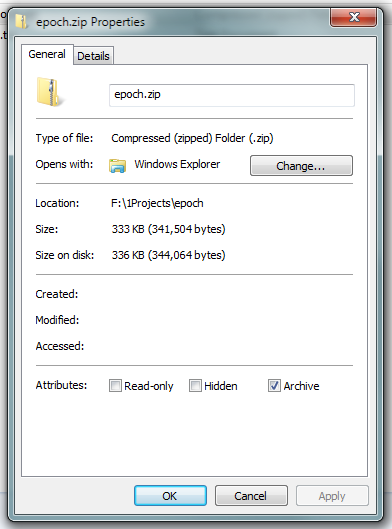 epoch.zip Properties
General
Details
epoch.zip
Type of file: Compressed (zipped) Folder (.zip)
Opens with: Windows Explorer Change...
Location: F:\1Projects\epoch
Size: 333 KB (341,504 bytes)
Size on disk: 336 KB (344,064 bytes)
Created:
Modified:
Accessed:
Attributes: Read-only Hidden Archive
OK Cancel Apply